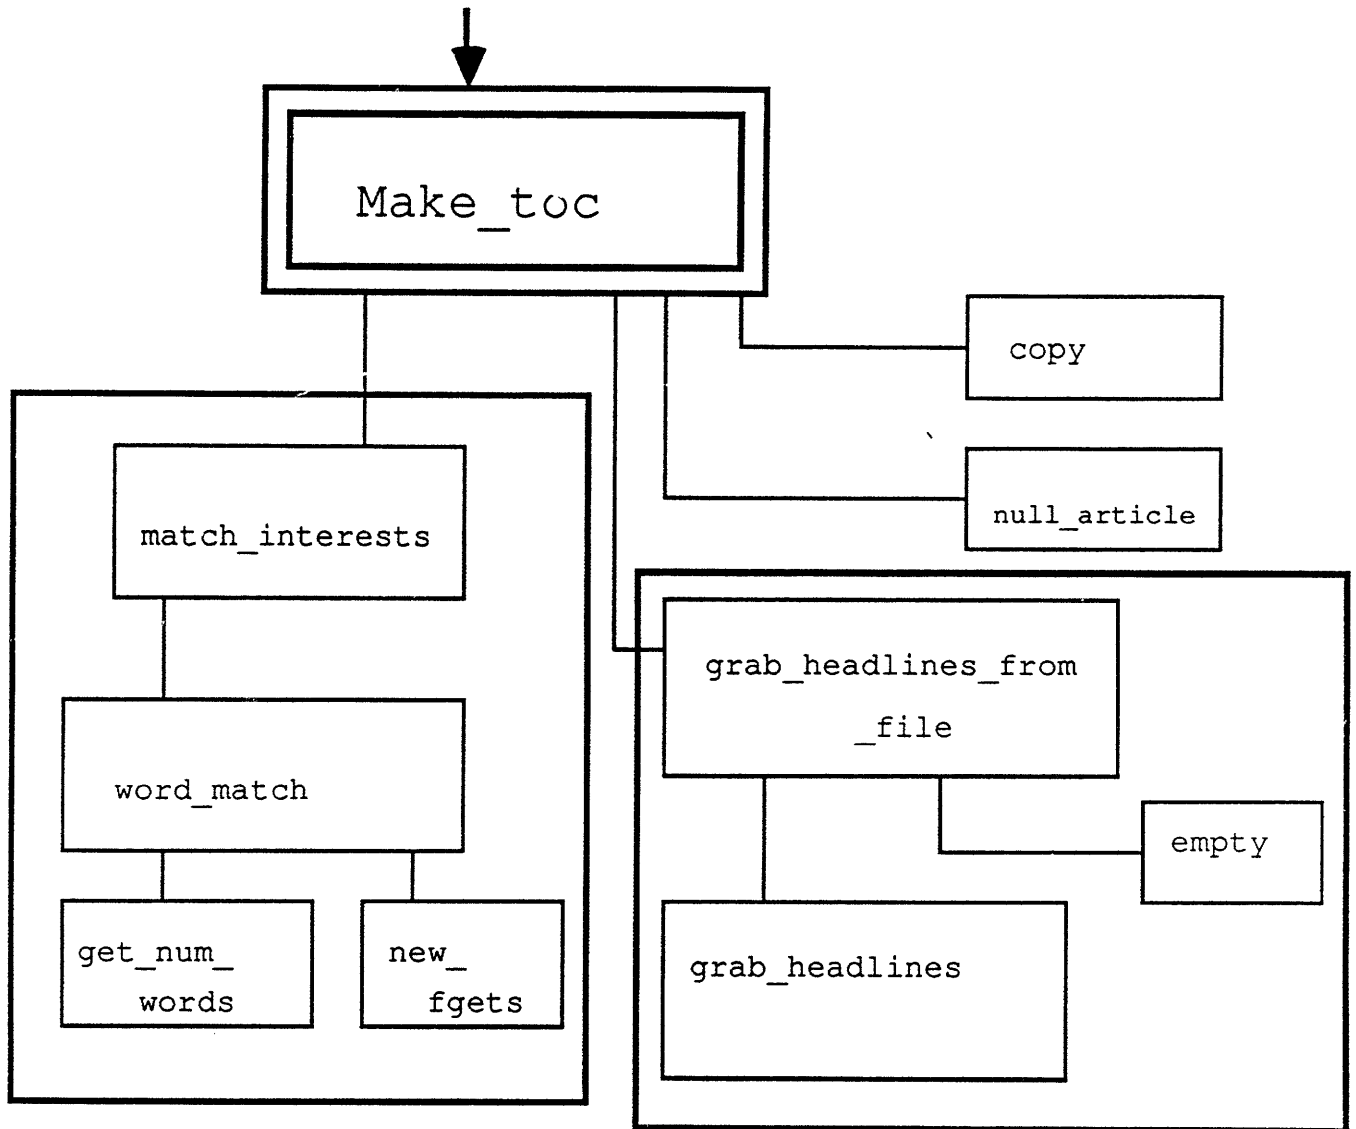 Make_toc
copy
null_article
match_interests
grab_headlines_from
_file
word_match
empty
get_num_
words
new_
fgets
grab_headlines